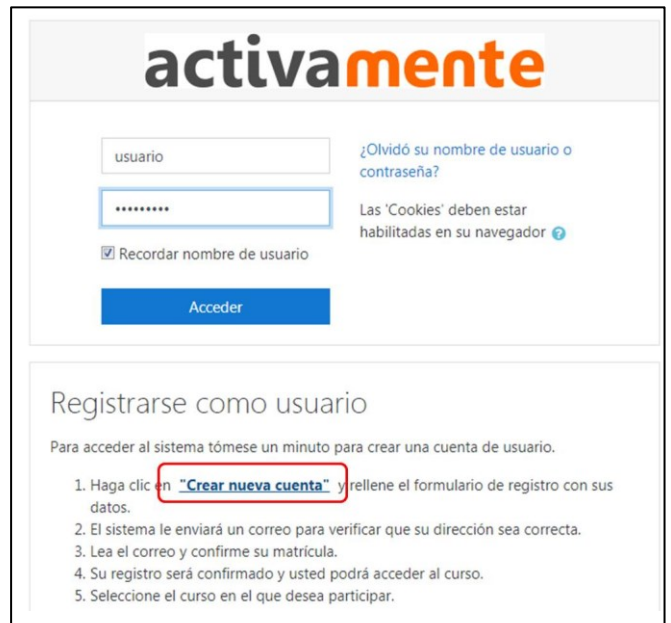 activamente
usuario
•••••••••
Recordar nombre de usuario
Acceder
¿Olvidó su nombre de usuario o
contraseña?
Las 'Cookies' deben estar
habilitadas en su navegador ?
Registrarse como usuario
Para acceder al sistema tómese un minuto para crear una cuenta de usuario.
1. Haga clic en "Crear nueva cuenta" y rellene el formulario de registro con sus
datos.
2. El sistema le enviará un correo para verificar que su dirección sea correcta.
3. Lea el correo y confirme su matrícula.
4. Su registro será confirmado y usted podrá acceder al curso.
5. Seleccione el curso en el que desea participar.